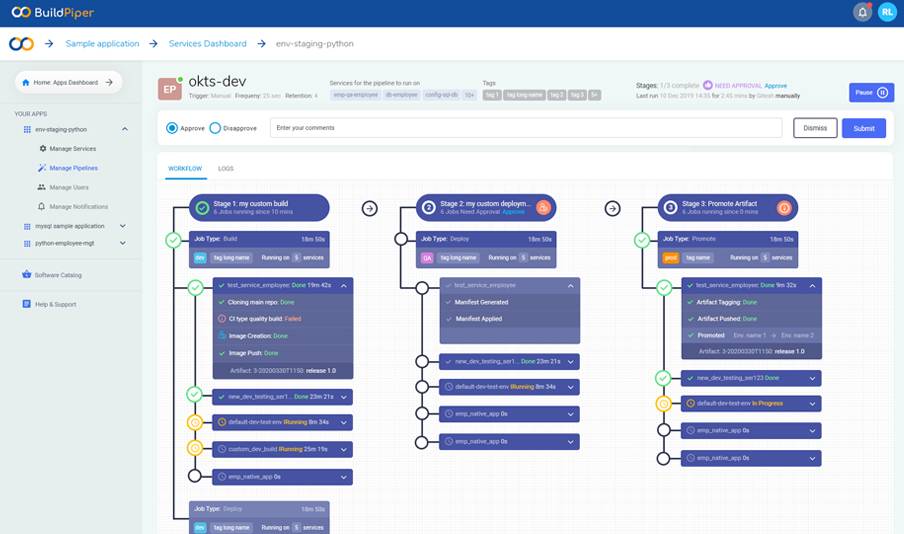 BuildPiper
RL
Sample application
Services Dashboard
env-staging-python
Home: Apps Dashboard
YOUR APPS
env-staging-python
Manage Services
Manage Pipelines
Manage Users
Manage Notifications
mysql sample application
python-employee-mgt
Software Catalog
Help & Support
EP
okts-dev
Trigger: Manual Frequeny: 25 sec Retention: 4
Services for the pipeline to run on
emp-qa-employee db-employee config-sql-db 10+
Tags
tag 1 tag long name tag 2 tag 3 5+
Stages: 1/3 complete NEED APPROVAL Approve
Last run 10 Dec 2019 14:35 for 2:45 mins by Gitesh manually
Pause
Approve Disapprove
Enter your comments
Dismiss
Submit
WORKFLOW LOGS
Stage 1: my custom build
6 Jobs running since 10 mins
Job Type: Build 18m 50s
dev tag long name Running on 5 services
test_service_employee: Done 19m 42s
Cloning main repo: Done
CI type quality build: Failed
Image Creation: Done
Image Push: Done
Artifact: 3-20200330T1150: release 1.0
new_dev_testing_ser1... Done 23m 21s
default-dev-test-env IRunning 8m 34s
custom_dev_build IRunning 25m 19s
emp_native_app 0s
Job Type: Deploy 18m 50s
dev tag long name Running on 5 services
2
Stage 2: my custom deploym...
6 Jobs Need Approval Approve
Job Type: Deploy 18m 50s
QA tag long name Running on 5 services
test_service_employee
Manifest Generated
Manifest Applied
new_dev_testing_ser1... Done 23m 21s
default-dev-test-env IRunning 8m 34s
emp_native_app 0s
emp_native_app 0s
3
Stage 3: Promote Artifact
6 Jobs running since 0 mins
Job Type: Promote 18m 50s
prod tag name Running on 5 services
test_service_employee: Done 9m 32s
Artifact Tagging: Done
Artifact Pushed: Done
Promoted Env. name 1 Env. name 2
Artifact: 3-20200330T1150: release 1.0
new_dev_testing_ser123 Done
default-dev-test-env In Progress
emp_native_app 0s
emp_native_app 0s